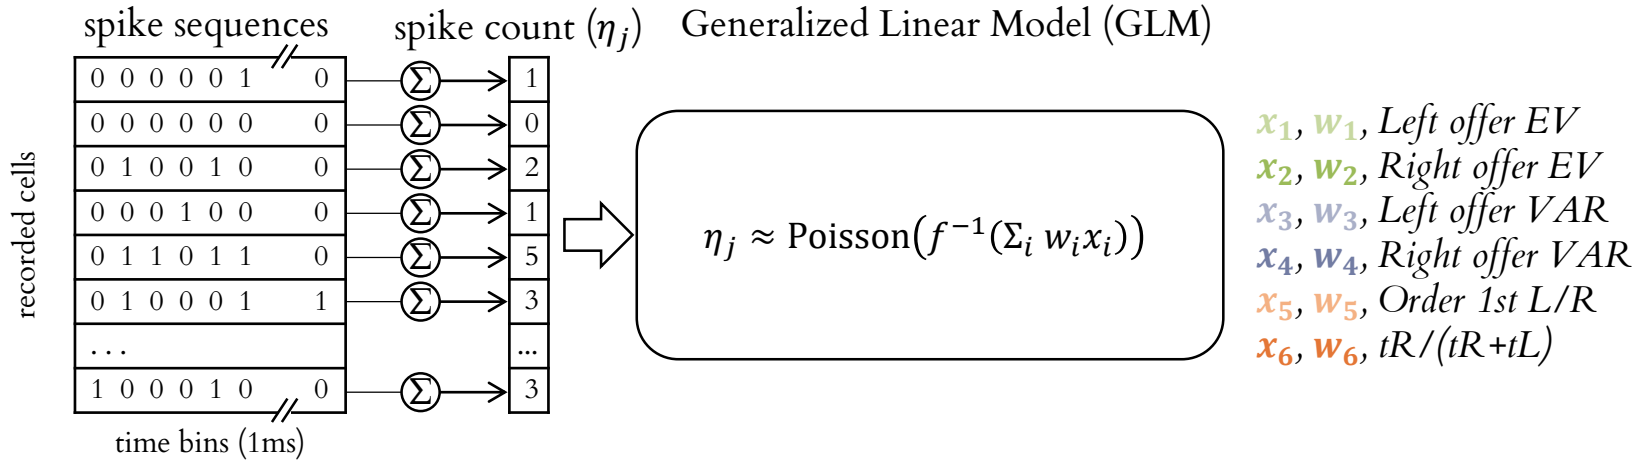 spike sequences
spike count (η_j)
Generalized Linear Model (GLM)
recorded cells
0 0 0 0 0 1 0 Σ 1
0 0 0 0 0 0 0 Σ 0
0 1 0 0 1 0 0 Σ 2
0 0 0 1 0 0 0 Σ 1
0 1 1 0 1 1 0 Σ 5
0 1 0 0 0 1 1 Σ 3
... ...
1 0 0 0 1 0 0 Σ 3
time bins (1ms)
η_j ≈ Poisson(f⁻¹(Σ_i w_i x_i))
x₁, w₁, Left offer EV
x₂, w₂, Right offer EV
x₃, w₃, Left offer VAR
x₄, w₄, Right offer VAR
x₅, w₅, Order 1st L/R
x₆, w₆, tR/(tR+tL)